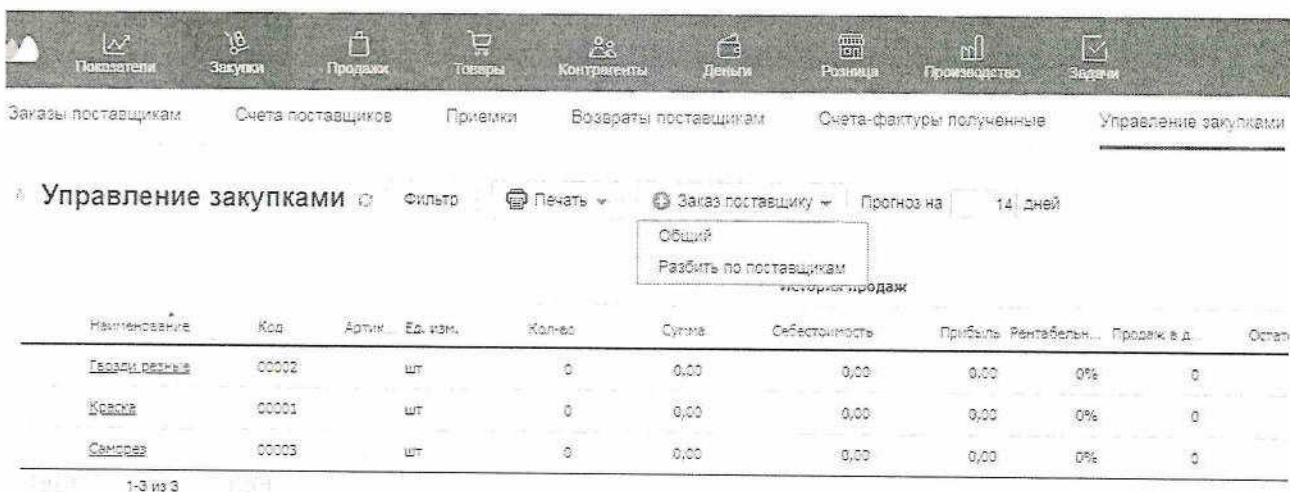 Показатели Закупки Продажи Товары Контрагенты Деньги Розница Производство Задачи
Заказы поставщикам Счета поставщиков Приемки Возвраты поставщикам Счета-фактуры полученные Управление закупками
Управление закупками Фильтр Печать Заказ поставщику Прогноз на 14 дней
Общий
Разбить по поставщикам
История продаж
Наименование Код Артик... Ед. изм. Кол-во Сумма Себестоимость Прибыль Рентабельн... Продаж в д... Остат
Гвозди резные 00002 шт 0 0,00 0,00 0,00 0% 0
Краска 00001 шт 0 0,00 0,00 0,00 0% 0
Саморез 00003 шт 0 0,00 0,00 0,00 0% 0
1-3 из 3